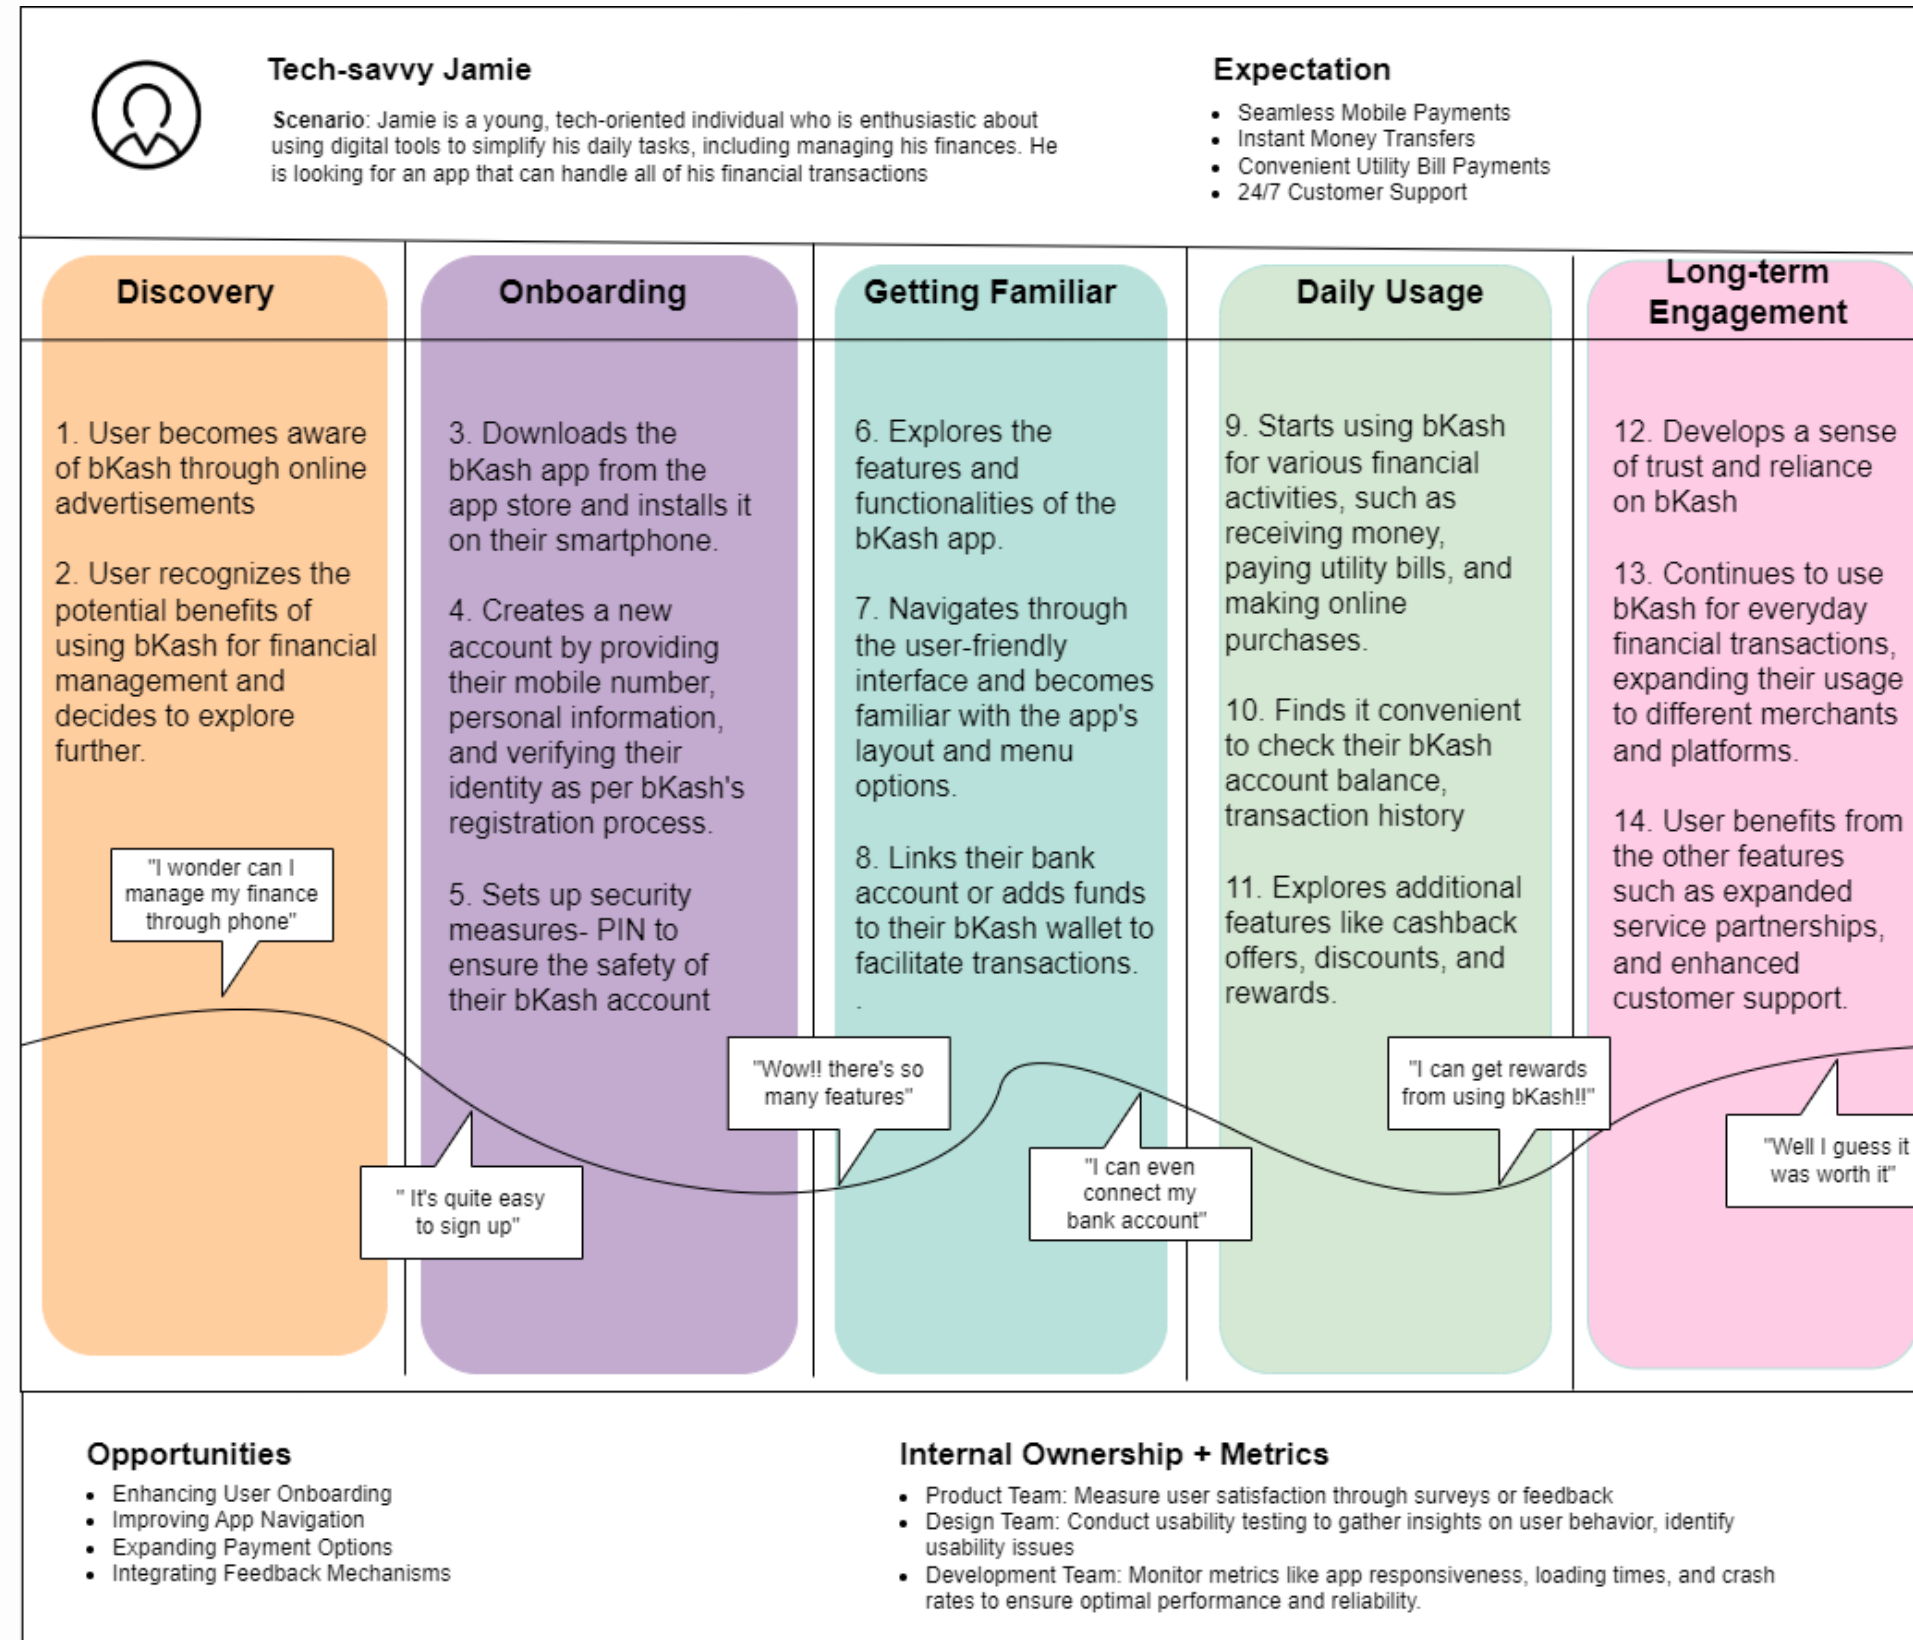 Tech-savvy Jamie
Scenario: Jamie is a young, tech-oriented individual who is enthusiastic about
using digital tools to simplify his daily tasks, including managing his finances. He
is looking for an app that can handle all of his financial transactions
Expectation
• Seamless Mobile Payments
• Instant Money Transfers
• Convenient Utility Bill Payments
• 24/7 Customer Support
Discovery
1. User becomes aware
of bKash through online
advertisements
2. User recognizes the
potential benefits of
using bKash for financial
management and
decides to explore
further.
"I wonder can I
manage my finance
through phone"
Onboarding
3. Downloads the
bKash app from the
app store and installs it
on their smartphone.
4. Creates a new
account by providing
their mobile number,
personal information,
and verifying their
identity as per bKash's
registration process.
5. Sets up security
measures- PIN to
ensure the safety of
their bKash account
" It's quite easy
to sign up"
Getting Familiar
6. Explores the
features and
functionalities of the
bKash app.
7. Navigates through
the user-friendly
interface and becomes
familiar with the app's
layout and menu
options.
8. Links their bank
account or adds funds
to their bKash wallet to
facilitate transactions.
.
"Wow!! there's so
many features"
"I can even
connect my
bank account"
Daily Usage
9. Starts using bKash
for various financial
activities, such as
receiving money,
paying utility bills, and
making online
purchases.
10. Finds it convenient
to check their bKash
account balance,
transaction history
11. Explores additional
features like cashback
offers, discounts, and
rewards.
"I can get rewards
from using bKash!!"
Long-term
Engagement
12. Develops a sense
of trust and reliance
on bKash
13. Continues to use
bKash for everyday
financial transactions,
expanding their usage
to different merchants
and platforms.
14. User benefits from
the other features
such as expanded
service partnerships,
and enhanced
customer support.
"Well I guess it
was worth it"
Opportunities
• Enhancing User Onboarding
• Improving App Navigation
• Expanding Payment Options
• Integrating Feedback Mechanisms
Internal Ownership + Metrics
• Product Team: Measure user satisfaction through surveys or feedback
• Design Team: Conduct usability testing to gather insights on user behavior, identify
usability issues
• Development Team: Monitor metrics like app responsiveness, loading times, and crash
rates to ensure optimal performance and reliability.